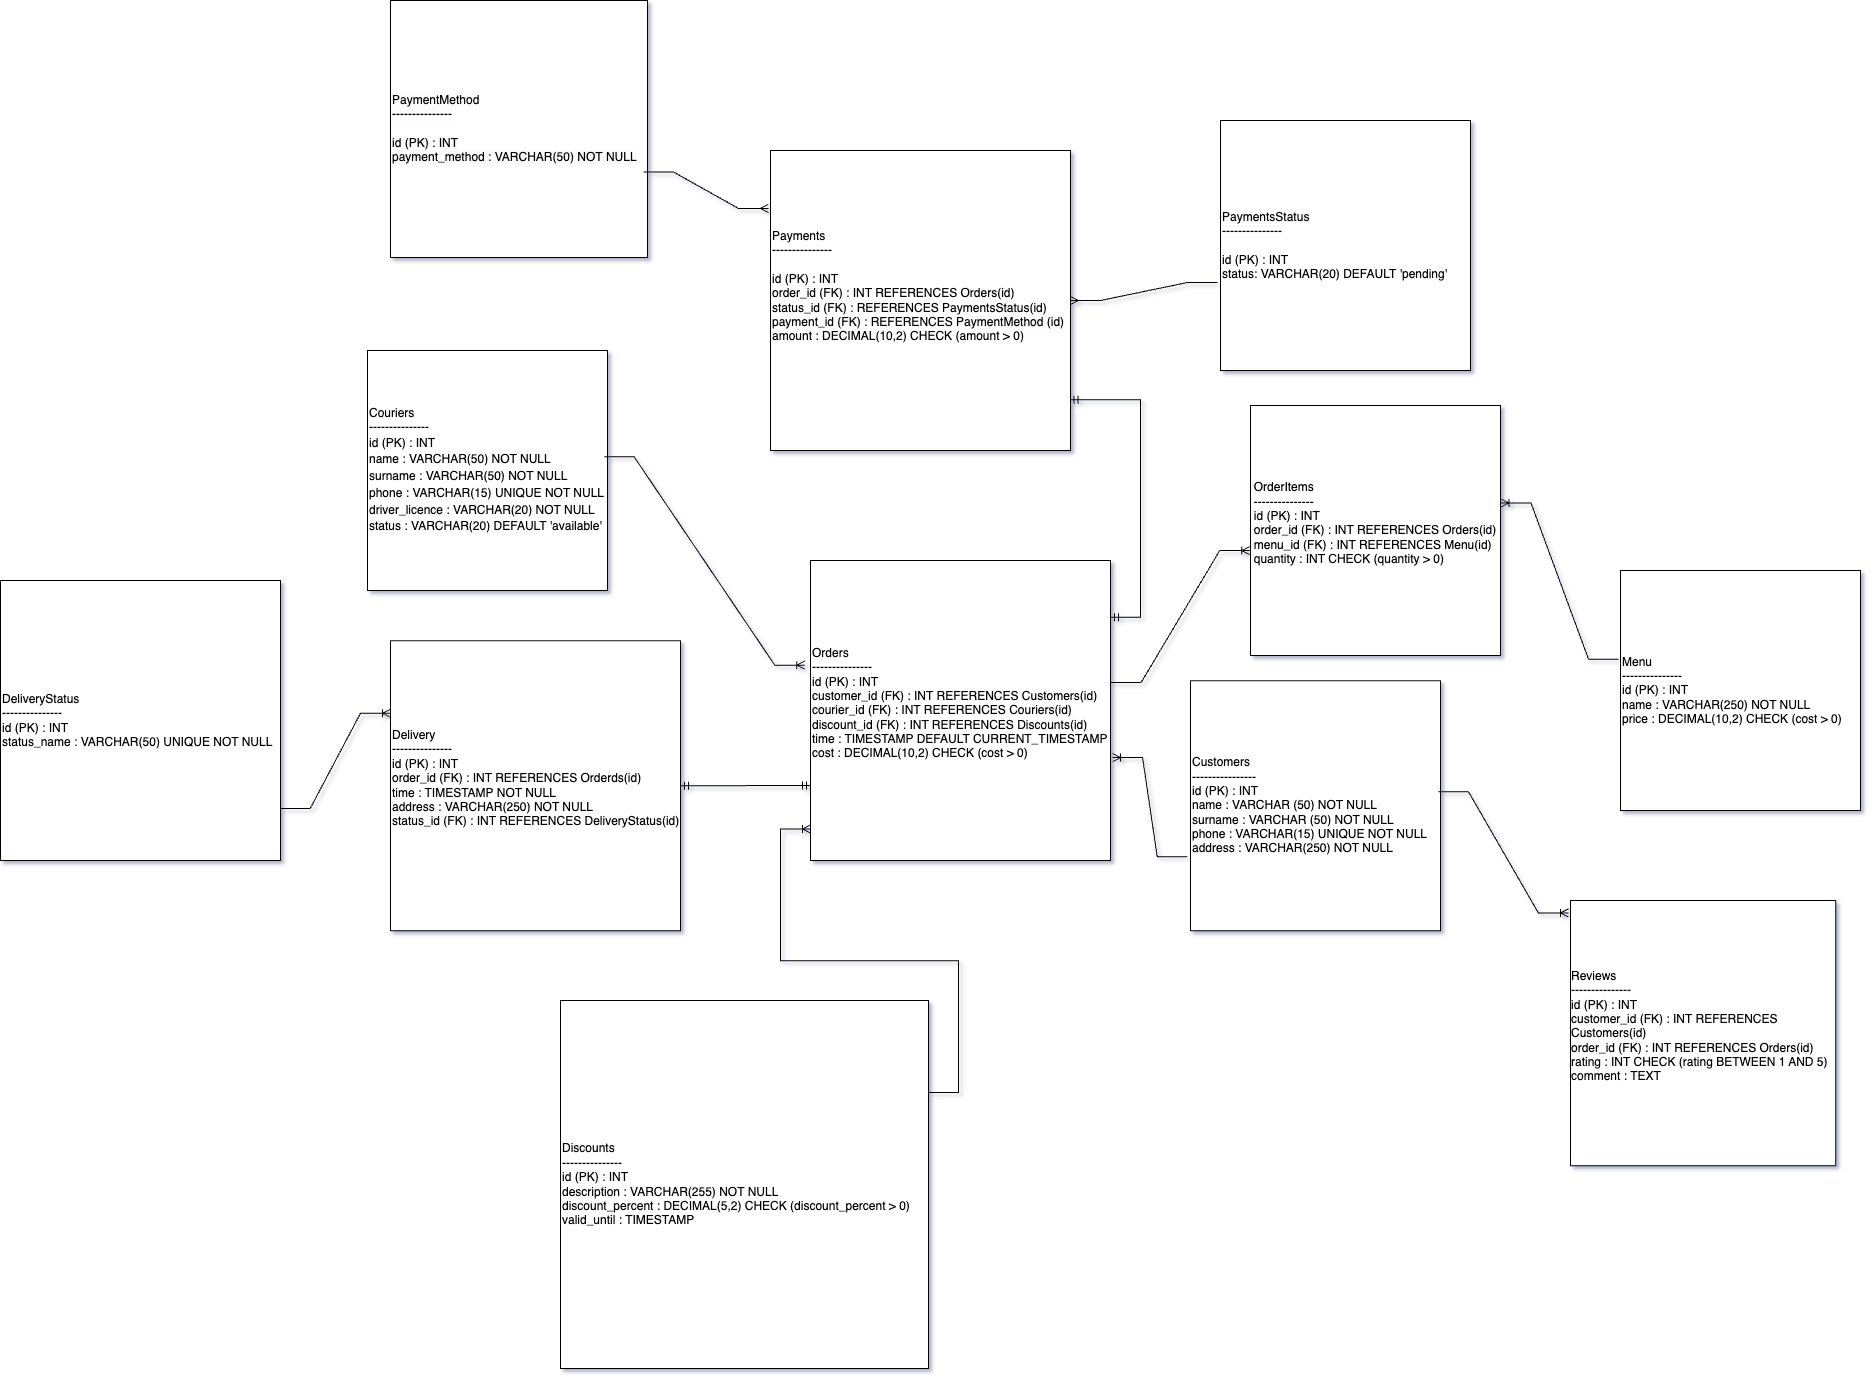 PaymentMethod
---------------
id (PK) : INT
payment_method : VARCHAR(50) NOT NULL
Payments
---------------
id (PK) : INT
order_id (FK) : INT REFERENCES Orders(id)
status_id (FK) : REFERENCES PaymentsStatus(id)
payment_id (FK) : REFERENCES PaymentMethod (id)
amount : DECIMAL(10,2) CHECK (amount > 0)
PaymentsStatus
---------------
id (PK) : INT
status: VARCHAR(20) DEFAULT 'pending'
Couriers
---------------
id (PK) : INT
name : VARCHAR(50) NOT NULL
surname : VARCHAR(50) NOT NULL
phone : VARCHAR(15) UNIQUE NOT NULL
driver_licence : VARCHAR(20) NOT NULL
status : VARCHAR(20) DEFAULT 'available'
OrderItems
---------------
id (PK) : INT
order_id (FK) : INT REFERENCES Orders(id)
menu_id (FK) : INT REFERENCES Menu(id)
quantity : INT CHECK (quantity > 0)
DeliveryStatus
---------------
id (PK) : INT
status_name : VARCHAR(50) UNIQUE NOT NULL
Delivery
---------------
id (PK) : INT
order_id (FK) : INT REFERENCES Orderds(id)
time : TIMESTAMP NOT NULL
address : VARCHAR(250) NOT NULL
status_id (FK) : INT REFERENCES DeliveryStatus(id)
Orders
---------------
id (PK) : INT
customer_id (FK) : INT REFERENCES Customers(id)
courier_id (FK) : INT REFERENCES Couriers(id)
discount_id (FK) : INT REFERENCES Discounts(id)
time : TIMESTAMP DEFAULT CURRENT_TIMESTAMP
cost : DECIMAL(10,2) CHECK (cost > 0)
Menu
---------------
id (PK) : INT
name : VARCHAR(250) NOT NULL
price : DECIMAL(10,2) CHECK (cost > 0)
Customers
----------------
id (PK) : INT
name : VARCHAR (50) NOT NULL
surname : VARCHAR (50) NOT NULL
phone : VARCHAR(15) UNIQUE NOT NULL
address : VARCHAR(250) NOT NULL
Reviews
---------------
id (PK) : INT
customer_id (FK) : INT REFERENCES
Customers(id)
order_id (FK) : INT REFERENCES Orders(id)
rating : INT CHECK (rating BETWEEN 1 AND 5)
comment : TEXT
Discounts
---------------
id (PK) : INT
description : VARCHAR(255) NOT NULL
discount_percent : DECIMAL(5,2) CHECK (discount_percent > 0)
valid_until : TIMESTAMP